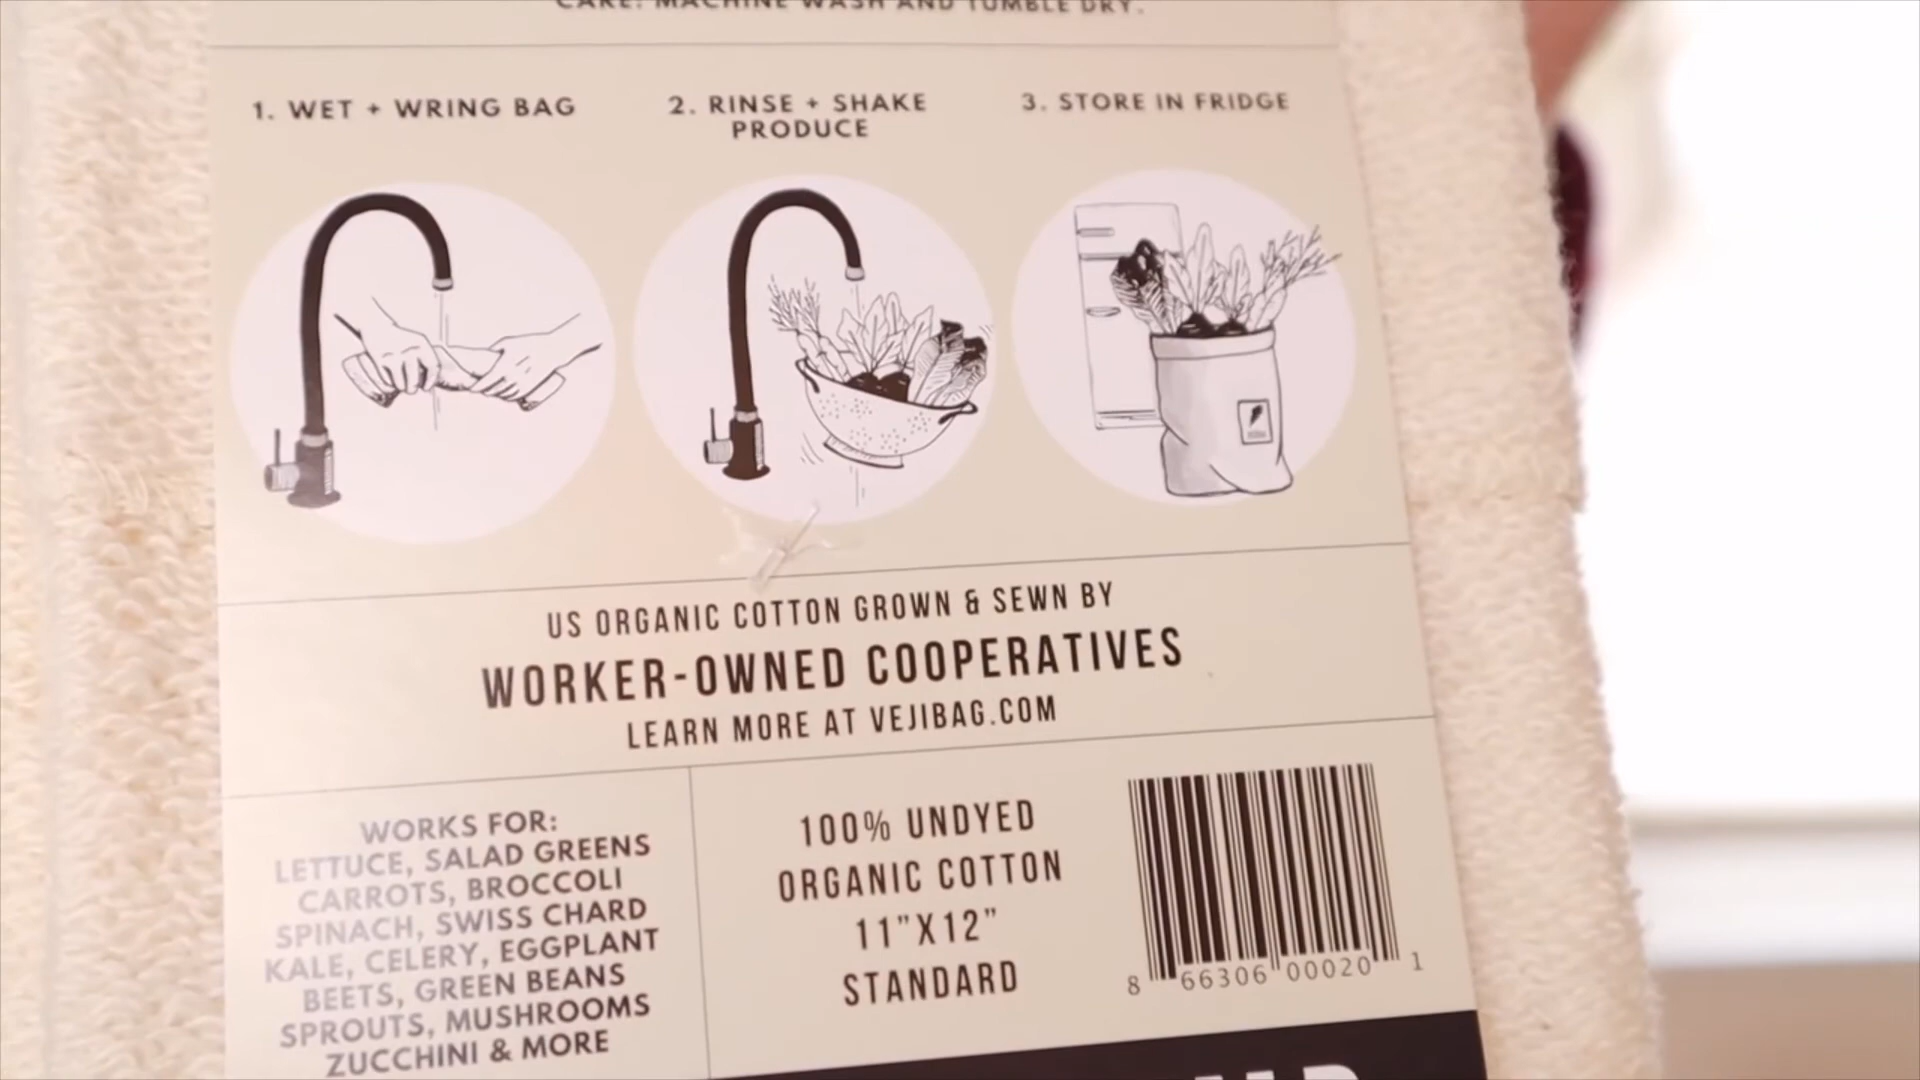 CARE: MACHINE WASH AND TUMBLE DRY.
1. WET + WRING BAG
2. RINSE + SHAKE
PRODUCE
3. STORE IN FRIDGE
US ORGANIC COTTON GROWN & SEWN BY
WORKER-OWNED COOPERATIVES
LEARN MORE AT VEJIBAG.COM
WORKS FOR:
LETTUCE, SALAD GREENS
CARROTS, BROCCOLI
SPINACH, SWISS CHARD
KALE, CELERY, EGGPLANT
BEETS, GREEN BEANS
SPROUTS, MUSHROOMS
ZUCCHINI & MORE
100% UNDYED
ORGANIC COTTON
11”X12”
STANDARD
8 66306 00020 1